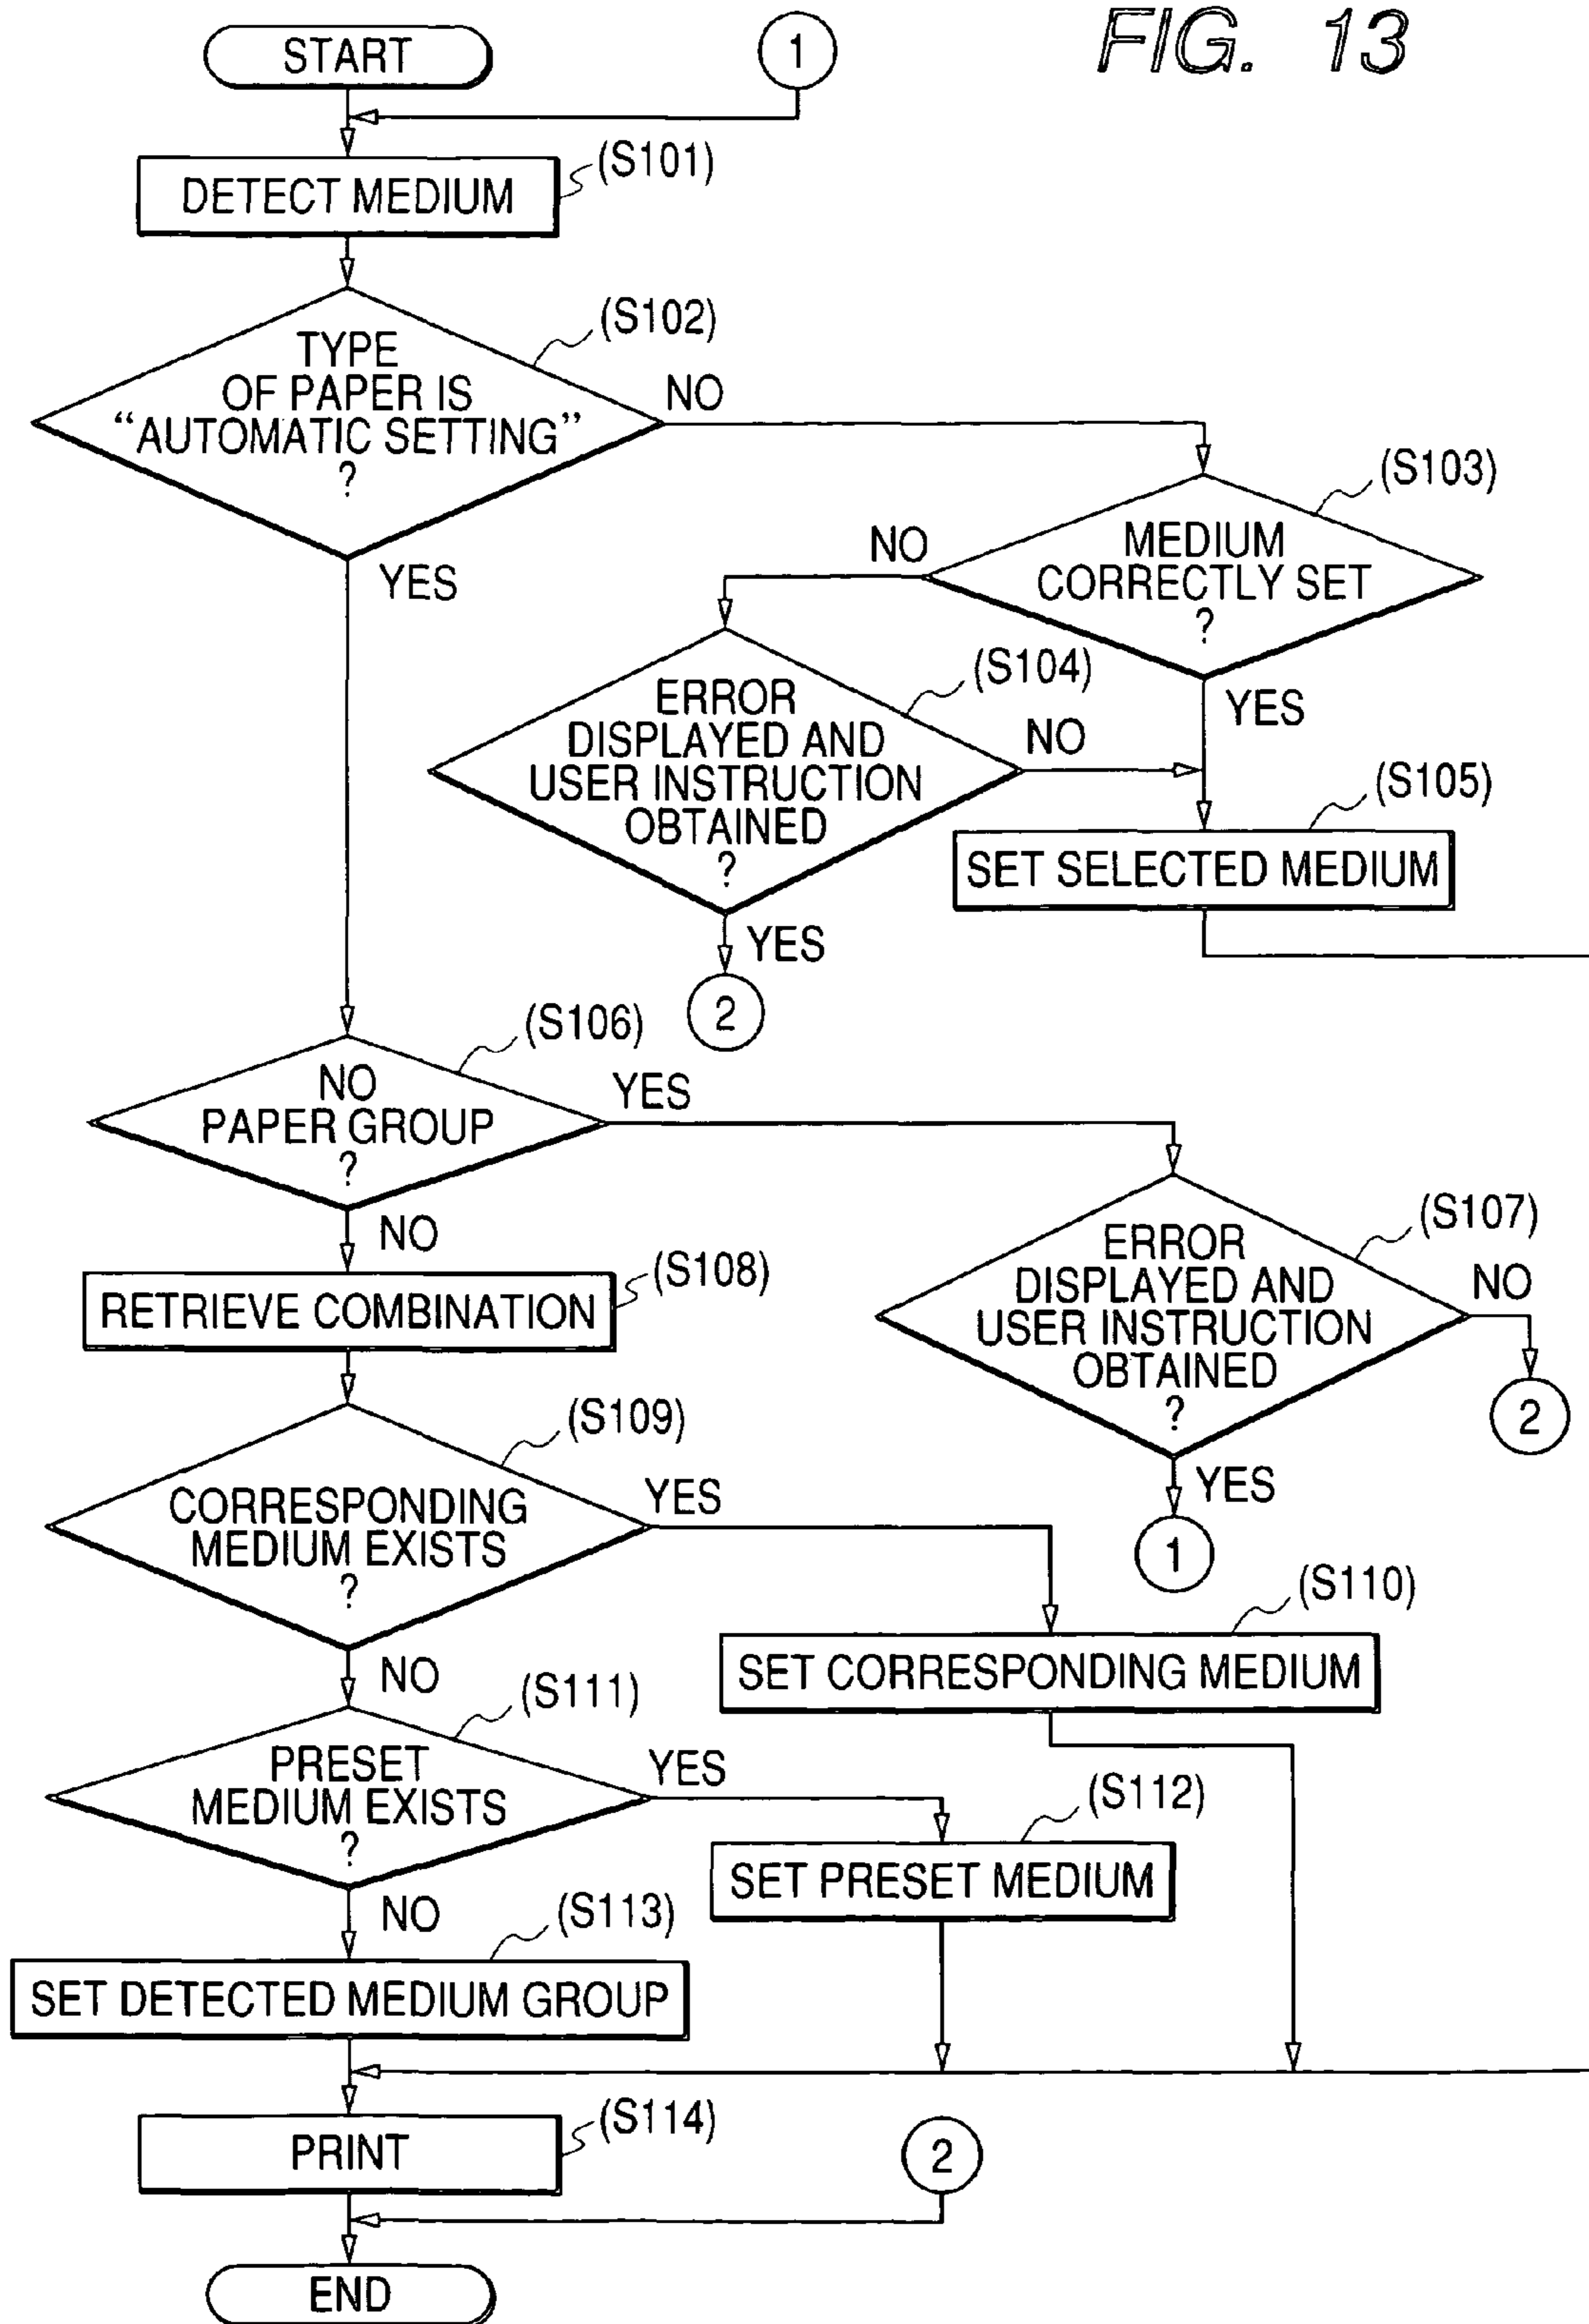 FIG. 13
START
1
(S101)
DETECT MEDIUM
(S102)
TYPE
OF PAPER IS
“AUTOMATIC SETTING”
?
NO
YES
(S103)
MEDIUM
CORRECTLY SET
?
NO
YES
(S104)
ERROR
DISPLAYED AND
USER INSTRUCTION
OBTAINED
?
NO
YES
2
(S105)
SET SELECTED MEDIUM
(S106)
NO
PAPER GROUP
?
YES
NO
(S107)
ERROR
DISPLAYED AND
USER INSTRUCTION
OBTAINED
?
NO
2
YES
1
(S108)
RETRIEVE COMBINATION
(S109)
CORRESPONDING
MEDIUM EXISTS
?
YES
NO
(S110)
SET CORRESPONDING MEDIUM
(S111)
PRESET
MEDIUM EXISTS
?
YES
NO
(S112)
SET PRESET MEDIUM
(S113)
SET DETECTED MEDIUM GROUP
(S114)
PRINT
2
END